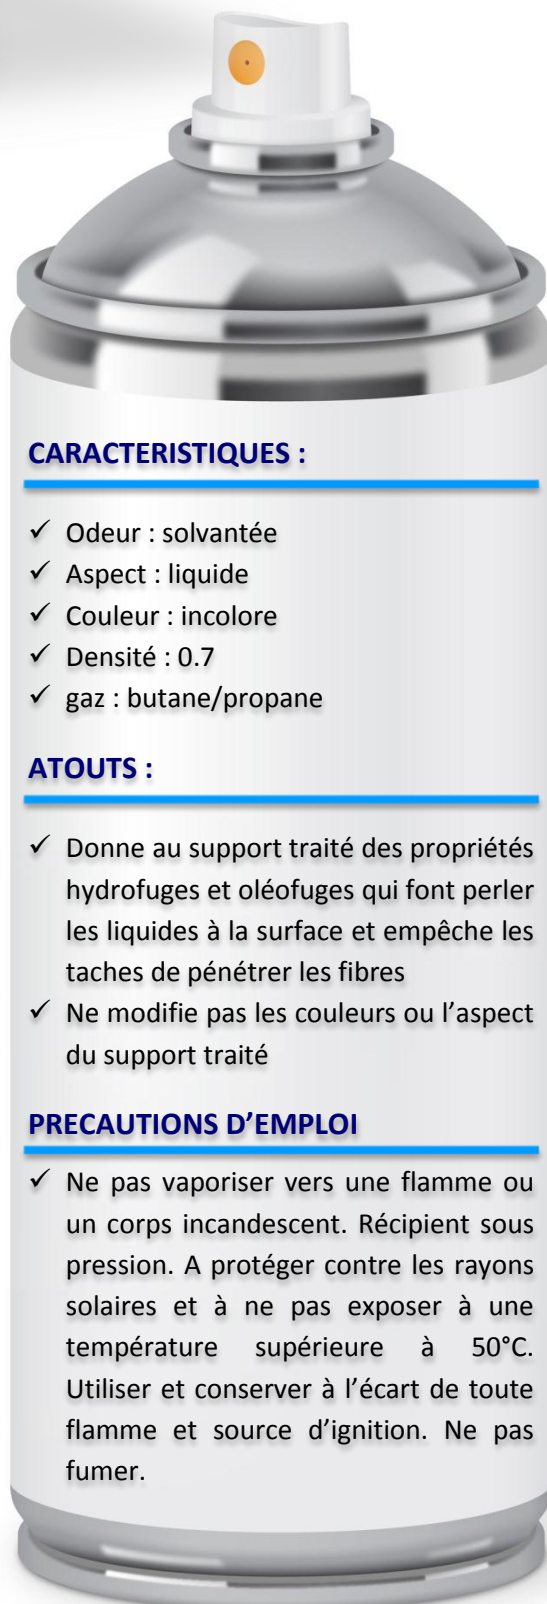 CARACTERISTIQUES :
✓ Odeur : solvantée
✓ Aspect : liquide
✓ Couleur : incolore
✓ Densité : 0.7
✓ gaz : butane/propane
ATOUTS :
✓ Donne au support traité des propriétés
hydrofuges et oléofuges qui font perler
les liquides à la surface et empêche les
taches de pénétrer les fibres
✓ Ne modifie pas les couleurs ou l’aspect
du support traité
PRECAUTIONS D’EMPLOI
✓ Ne pas vaporiser vers une flamme ou
un corps incandescent. Récipient sous
pression. A protéger contre les rayons
solaires et à ne pas exposer à une
température supérieure à 50°C.
Utiliser et conserver à l’écart de toute
flamme et source d’ignition. Ne pas
fumer.